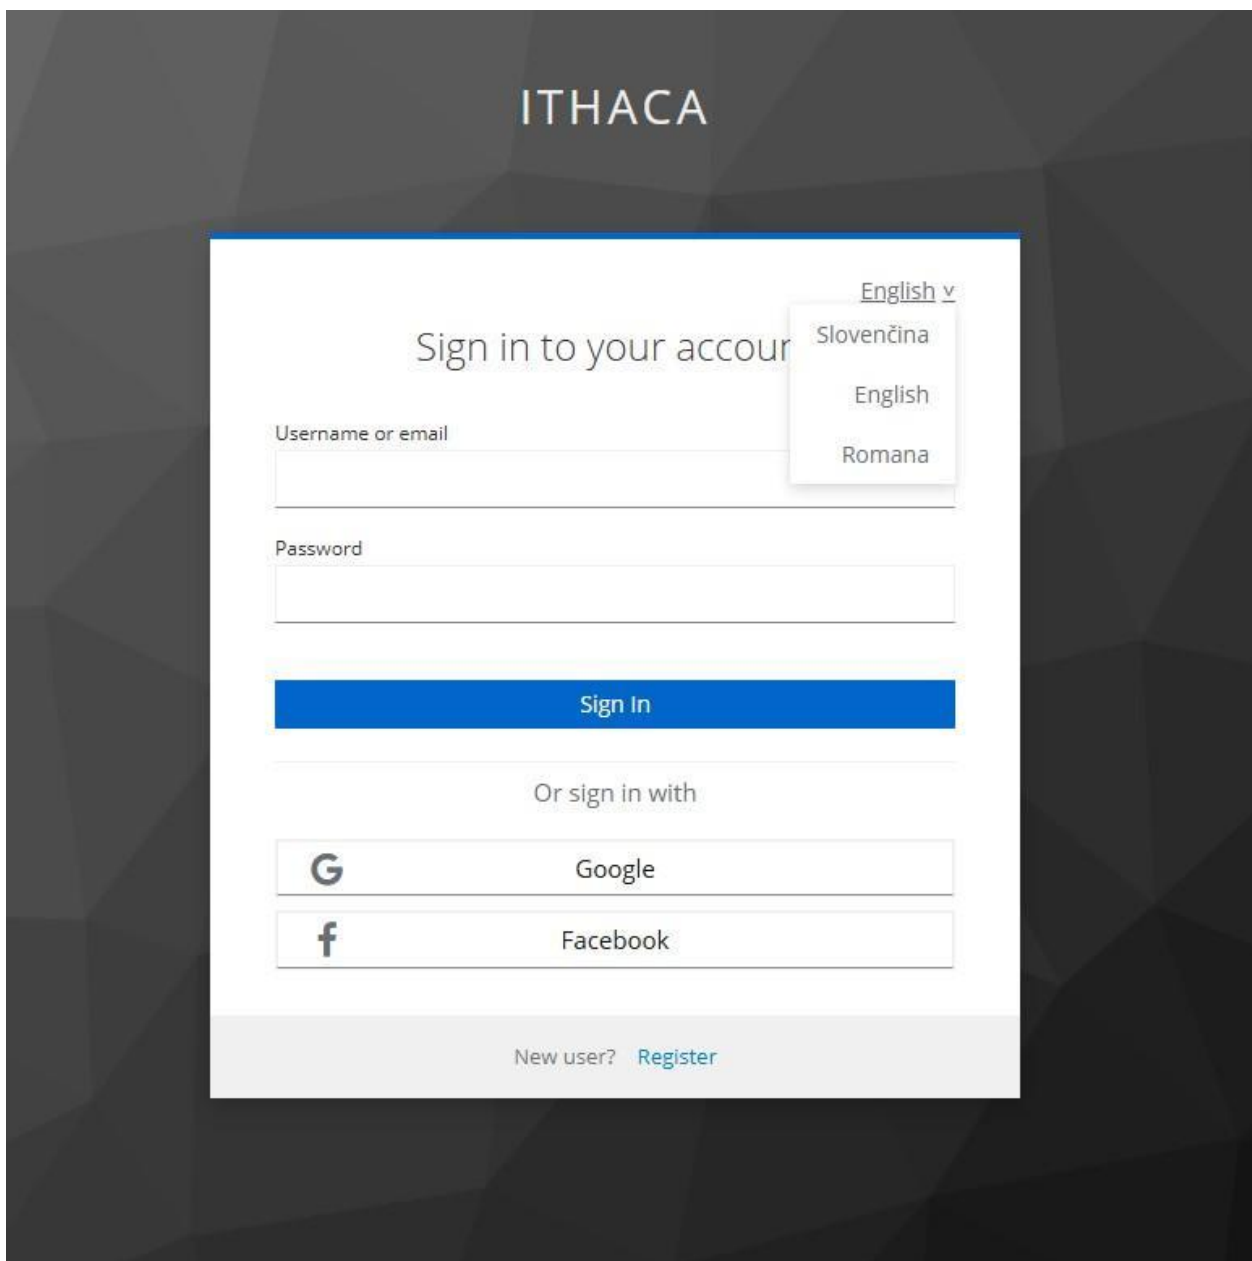 ITHACA
English v
Slovenčina
Sign in to your accour
English
Username or email
Romana
Password
Sign In
Or sign in with
Google
Facebook
New user? Register